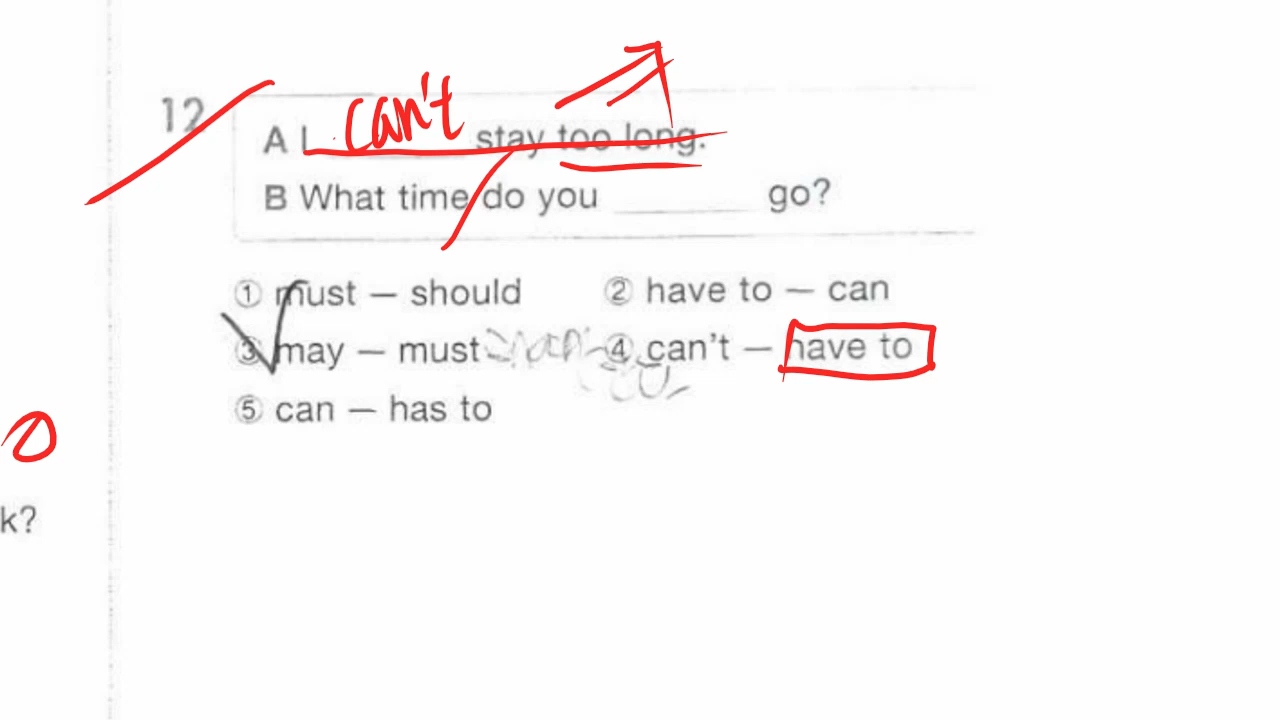 12
A I can't stay too long.
B What time do you ______ go?
① must – should ② have to – can
③ may – must ④ can't – have to
⑤ can – has to
k?